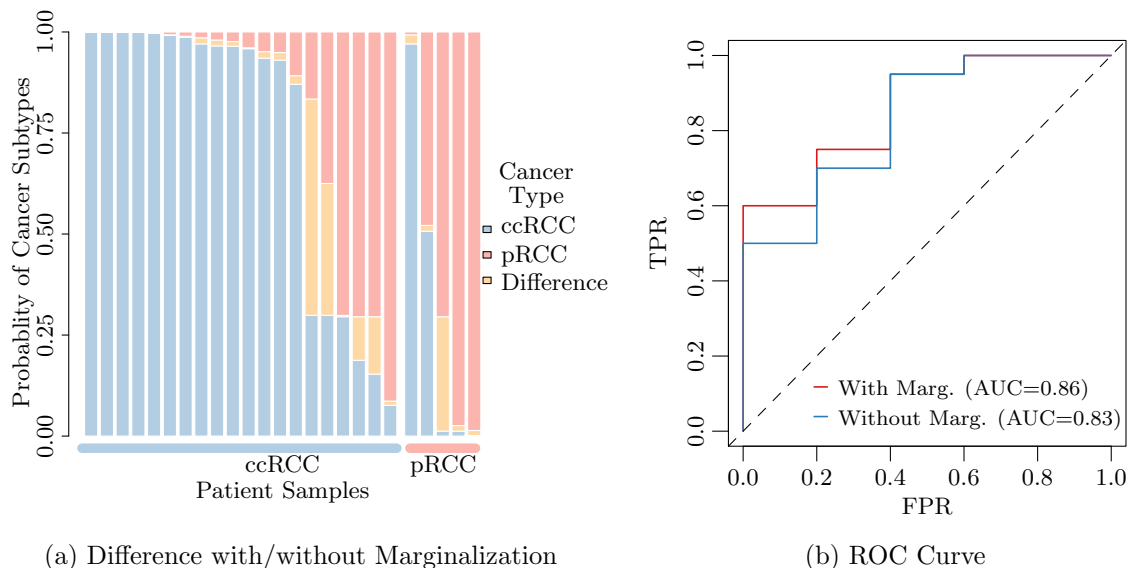 1.00
0.75
0.50
0.25
0.00
Probablity of Cancer Subtypes
Cancer
Type
ccRCC
pRCC
Difference
ccRCC
pRCC
Patient Samples
(a) Difference with/without Marginalization
1.0
0.8
0.6
0.4
0.2
0.0
TPR
With Marg. (AUC=0.86)
Without Marg. (AUC=0.83)
0.0
0.2
0.4
0.6
0.8
1.0
FPR
(b) ROC Curve